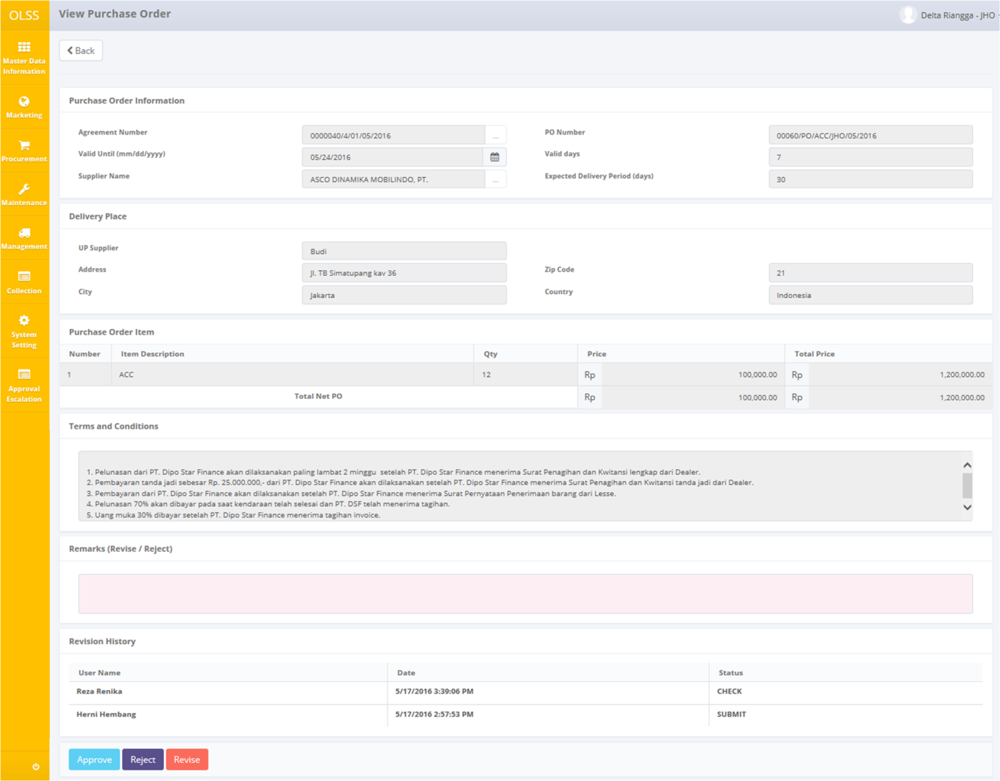 OLSS
View Purchase Order
Delta Riangga - JHO
Back
Master Data
Information
Marketing
Procurement
Maintenance
Management
Collection
System
Setting
Approval
Escalation
Purchase Order Information
Agreement Number 0000040/4/01/05/2016 ... PO Number 00060/PO/ACC/JHO/05/2016
Valid Until (mm/dd/yyyy) 05/24/2016 Valid days 7
Supplier Name ASCO DINAMIKA MOBILINDO, PT. ... Expected Delivery Period (days) 30
Delivery Place
UP Supplier Budi
Address Jl. TB Simatupang kav 36 Zip Code 21
City Jakarta Country Indonesia
Purchase Order Item
Number Item Description Qty Price Total Price
1 ACC 12 Rp 100,000.00 Rp 1,200,000.00
Total Net PO Rp 100,000.00 Rp 1,200,000.00
Terms and Conditions
1. Pelunasan dari PT. Dipo Star Finance akan dilaksanakan paling lambat 2 minggu setelah PT. Dipo Star Finance menerima Surat Penagihan dan Kwitansi lengkap dari Dealer.
2. Pembayaran tanda jadi sebesar Rp. 25.000.000,- dari PT. Dipo Star Finance akan dilaksanakan setelah PT. Dipo Star Finance menerima Surat Penagihan dan Kwitansi tanda jadi dari Dealer.
3. Pembayaran dari PT. Dipo Star Finance akan dilaksanakan setelah PT. Dipo Star Finance menerima Surat Pernyataan Penerimaan barang dari Lesse.
4. Pelunasan 70% akan dibayar pada saat kendaraan telah selesai dan PT. DSF telah menerima tagihan.
5. Uang muka 30% dibayar setelah PT. Dipo Star Finance menerima tagihan invoice.
Remarks (Revise / Reject)
Revision History
User Name Date Status
Reza Renika 5/17/2016 3:39:06 PM CHECK
Herni Hembang 5/17/2016 2:57:53 PM SUBMIT
Approve Reject Revise